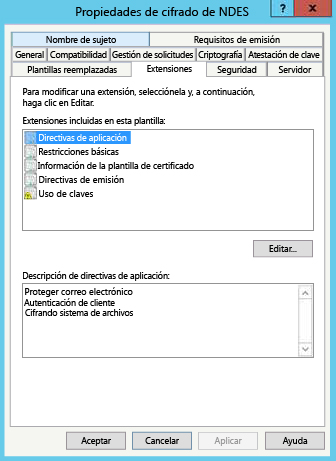 Propiedades de cifrado de NDES
? x
Nombre de sujeto Requisitos de emisión
General Compatibilidad Gestión de solicitudes Criptografía Atestación de clave
Plantillas reemplazadas Extensiones Seguridad Servidor
Para modificar una extensión, selecciónela y, a continuación,
haga clic en Editar.
Extensiones incluidas en esta plantilla:
Directivas de aplicación
Restricciones básicas
Información de la plantilla de certificado
Directivas de emisión
Uso de claves
Editar...
Descripción de directivas de aplicación:
Proteger correo electrónico
Autenticación de cliente
Cifrando sistema de archivos
Aceptar Cancelar Aplicar Ayuda